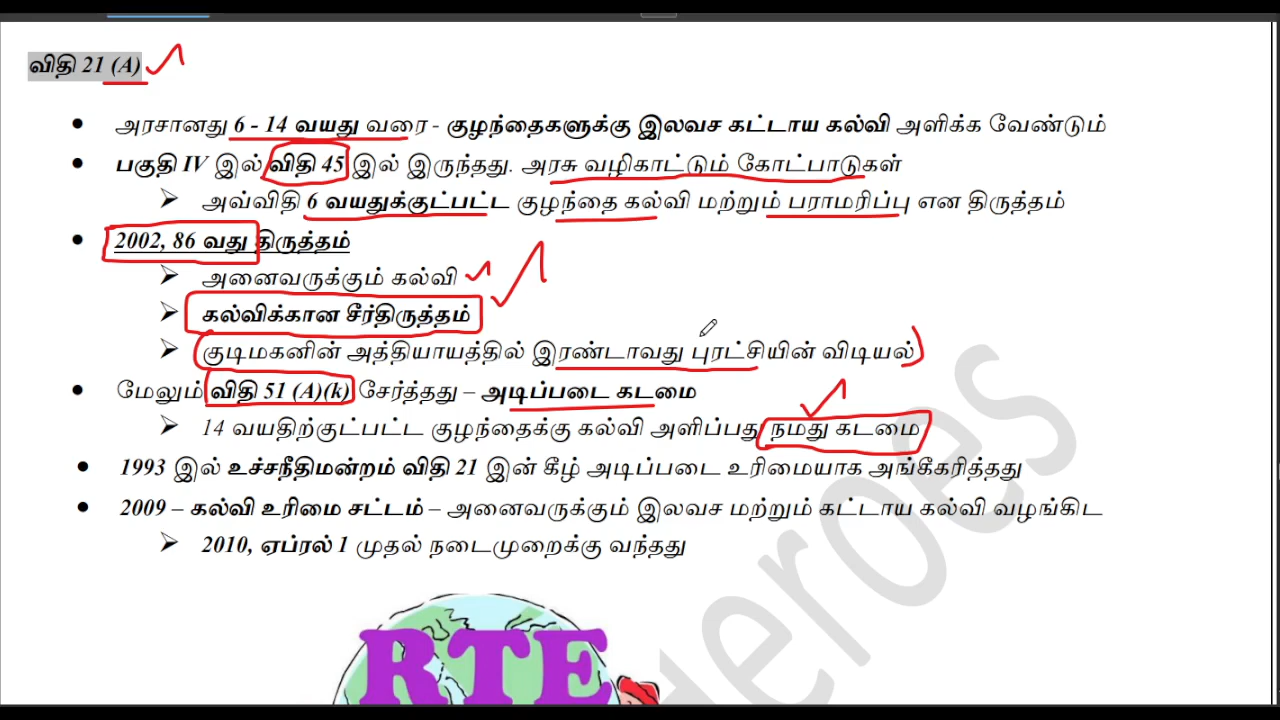 விதி 21 (A)
• அரசானது 6 - 14 வயது வரை - குழந்தைகளுக்கு இலவச கட்டாய கல்வி அளிக்க வேண்டும்
• பகுதி IV இல் விதி 45 இல் இருந்தது. அரசு வழிகாட்டும் கோட்பாடுகள்
➢ அவ்விதி 6 வயதுக்குட்பட்ட குழந்தை கல்வி மற்றும் பராமரிப்பு என திருத்தம்
• 2002, 86 வது திருத்தம்
➢ அனைவருக்கும் கல்வி
➢ கல்விக்கான சீர்திருத்தம்
➢ குடிமகனின் அத்தியாயத்தில் இரண்டாவது புரட்சியின் விடியல்
• மேலும் விதி 51 (A)(k) சேர்த்தது – அடிப்படை கடமை
➢ 14 வயதிற்குட்பட்ட குழந்தைக்கு கல்வி அளிப்பது நமது கடமை
• 1993 இல் உச்சநீதிமன்றம் விதி 21 இன் கீழ் அடிப்படை உரிமையாக அங்கீகரித்தது
• 2009 – கல்வி உரிமை சட்டம் – அனைவருக்கும் இலவச மற்றும் கட்டாய கல்வி வழங்கிட
➢ 2010, ஏப்ரல் 1 முதல் நடைமுறைக்கு வந்தது
RTE